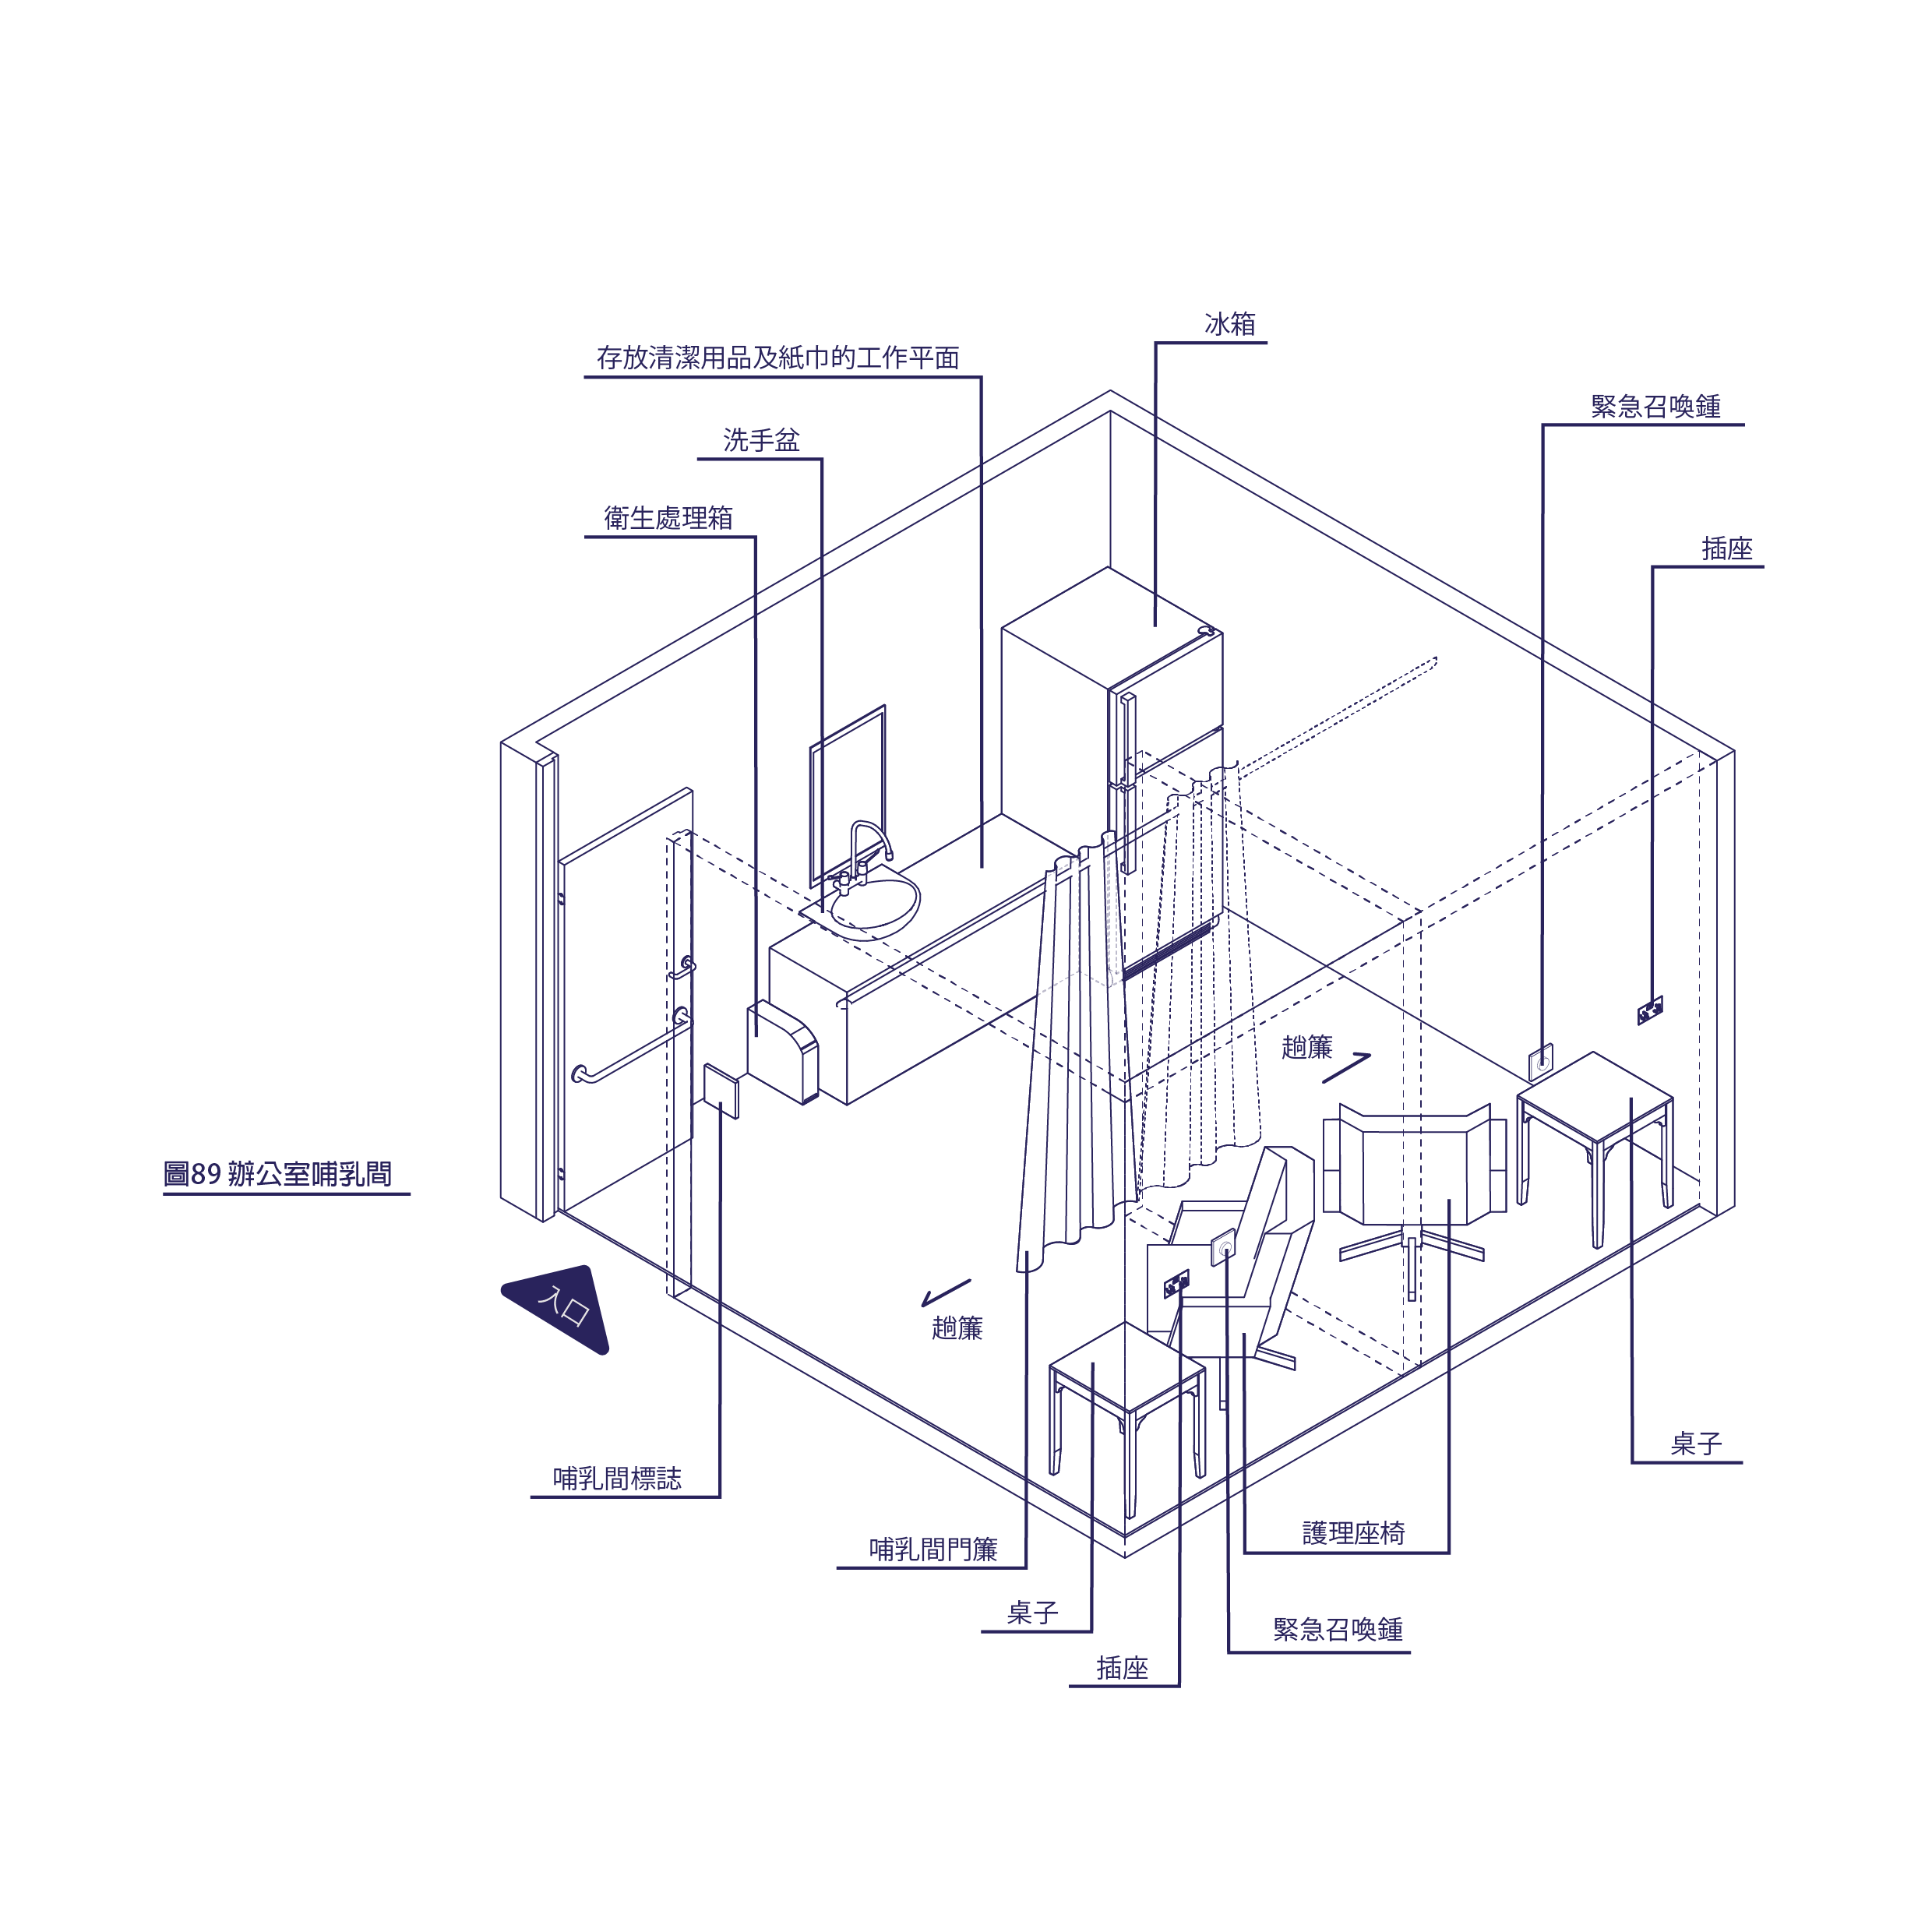 冰箱
存放清潔用品及紙巾的工作平面
緊急召喚鍾
洗手盆
衛生處理箱
插座
趟簾
圖89 辦公室哺乳間
入口
趟簾
桌子
哺乳間標誌
護理座椅
哺乳間門簾
桌子
緊急召喚鍾
插座